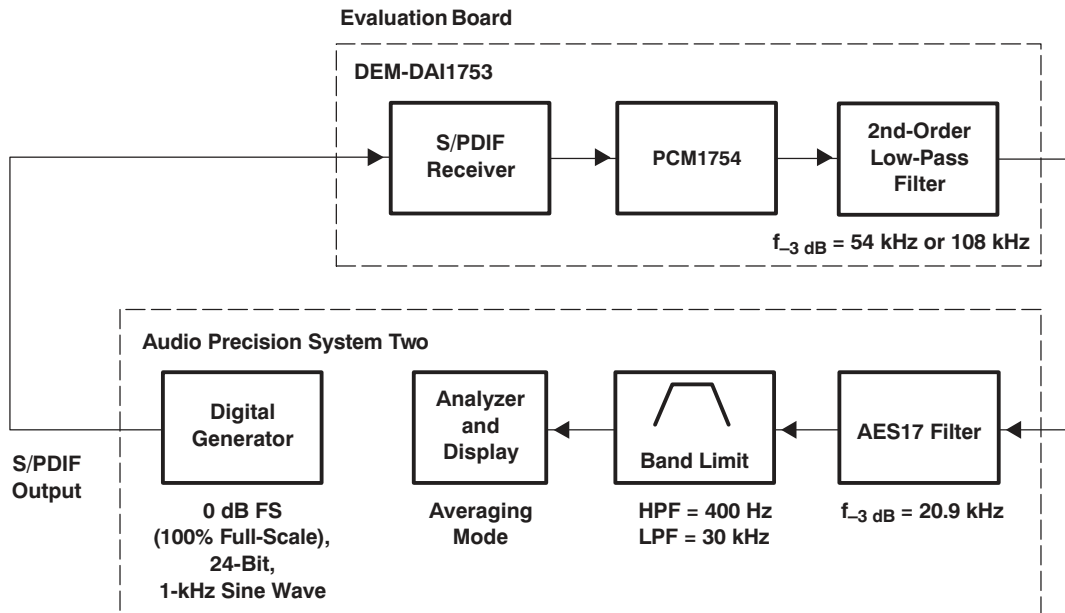 Evaluation Board
DEM-DAI1753
S/PDIF
Receiver
PCM1754
2nd-Order
Low-Pass
Filter
f–3 dB = 54 kHz or 108 kHz
Audio Precision System Two
Digital
Generator
Analyzer
and
Display
Band Limit
AES17 Filter
S/PDIF
Output
0 dB FS
(100% Full-Scale),
24-Bit,
1-kHz Sine Wave
Averaging
Mode
HPF = 400 Hz
LPF = 30 kHz
f–3 dB = 20.9 kHz